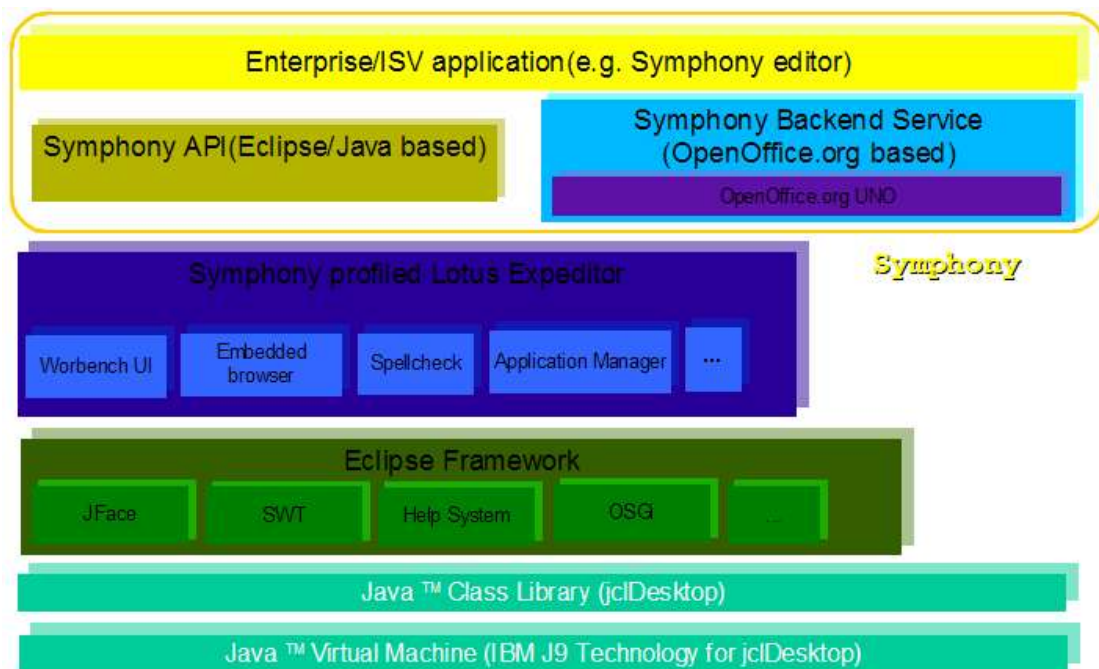 Enterprise/ISV application(e.g. Symphony editor)
Symphony API(Eclipse/Java based)
Symphony Backend Service
(OpenOffice.org based)
OpenOffice.org UNO
Symphony
Symphony profiled Lotus Expeditor
Worbench UI
Embedded
browser
Spellcheck
Application Manager
...
Eclipse Framework
JFace
SWT
Help System
OSGi
...
Java ™ Class Library (jclDesktop)
Java ™ Virtual Machine (IBM J9 Technology for jclDesktop)